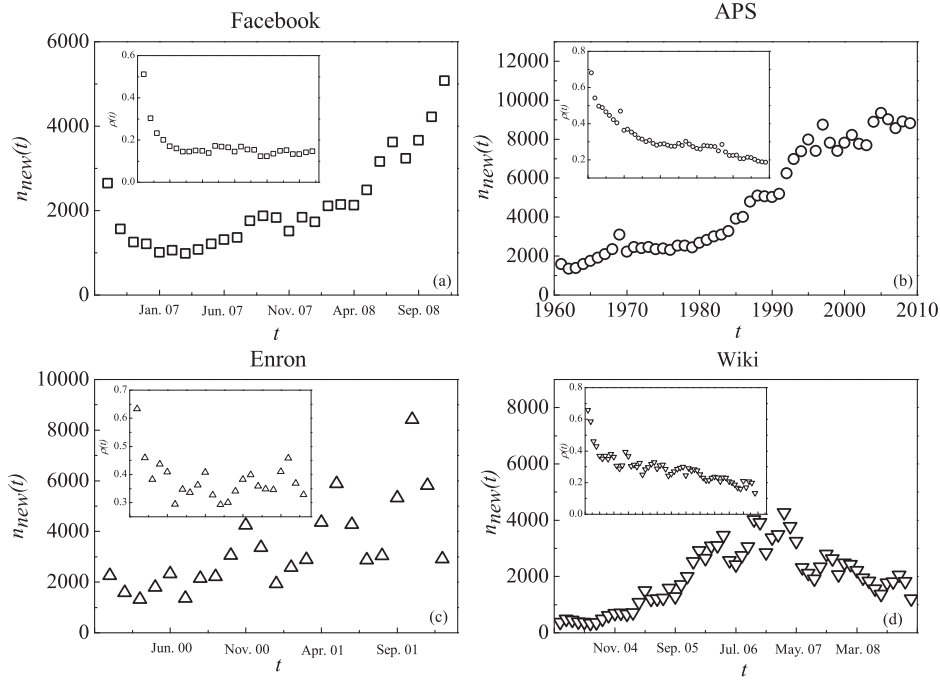 Facebook
6000
4000
2000
0
n_new(t)
0.6
0.4
0.2
0.0
ρ(t)
(a)
Jan. 07 Jun. 07 Nov. 07 Apr. 08 Sep. 08
t
APS
12000
10000
8000
6000
4000
2000
0
n_new(t)
0.8
0.6
0.4
0.2
ρ(t)
(b)
1960 1970 1980 1990 2000 2010
t
Enron
10000
8000
6000
4000
2000
0
n_new(t)
0.7
0.6
0.5
0.4
0.3
ρ(t)
(c)
Jun. 00 Nov. 00 Apr. 01 Sep. 01
t
Wiki
8000
6000
4000
2000
0
n_new(t)
0.8
0.6
0.4
0.2
0.0
ρ(t)
(d)
Nov. 04 Sep. 05 Jul. 06 May. 07 Mar. 08
t